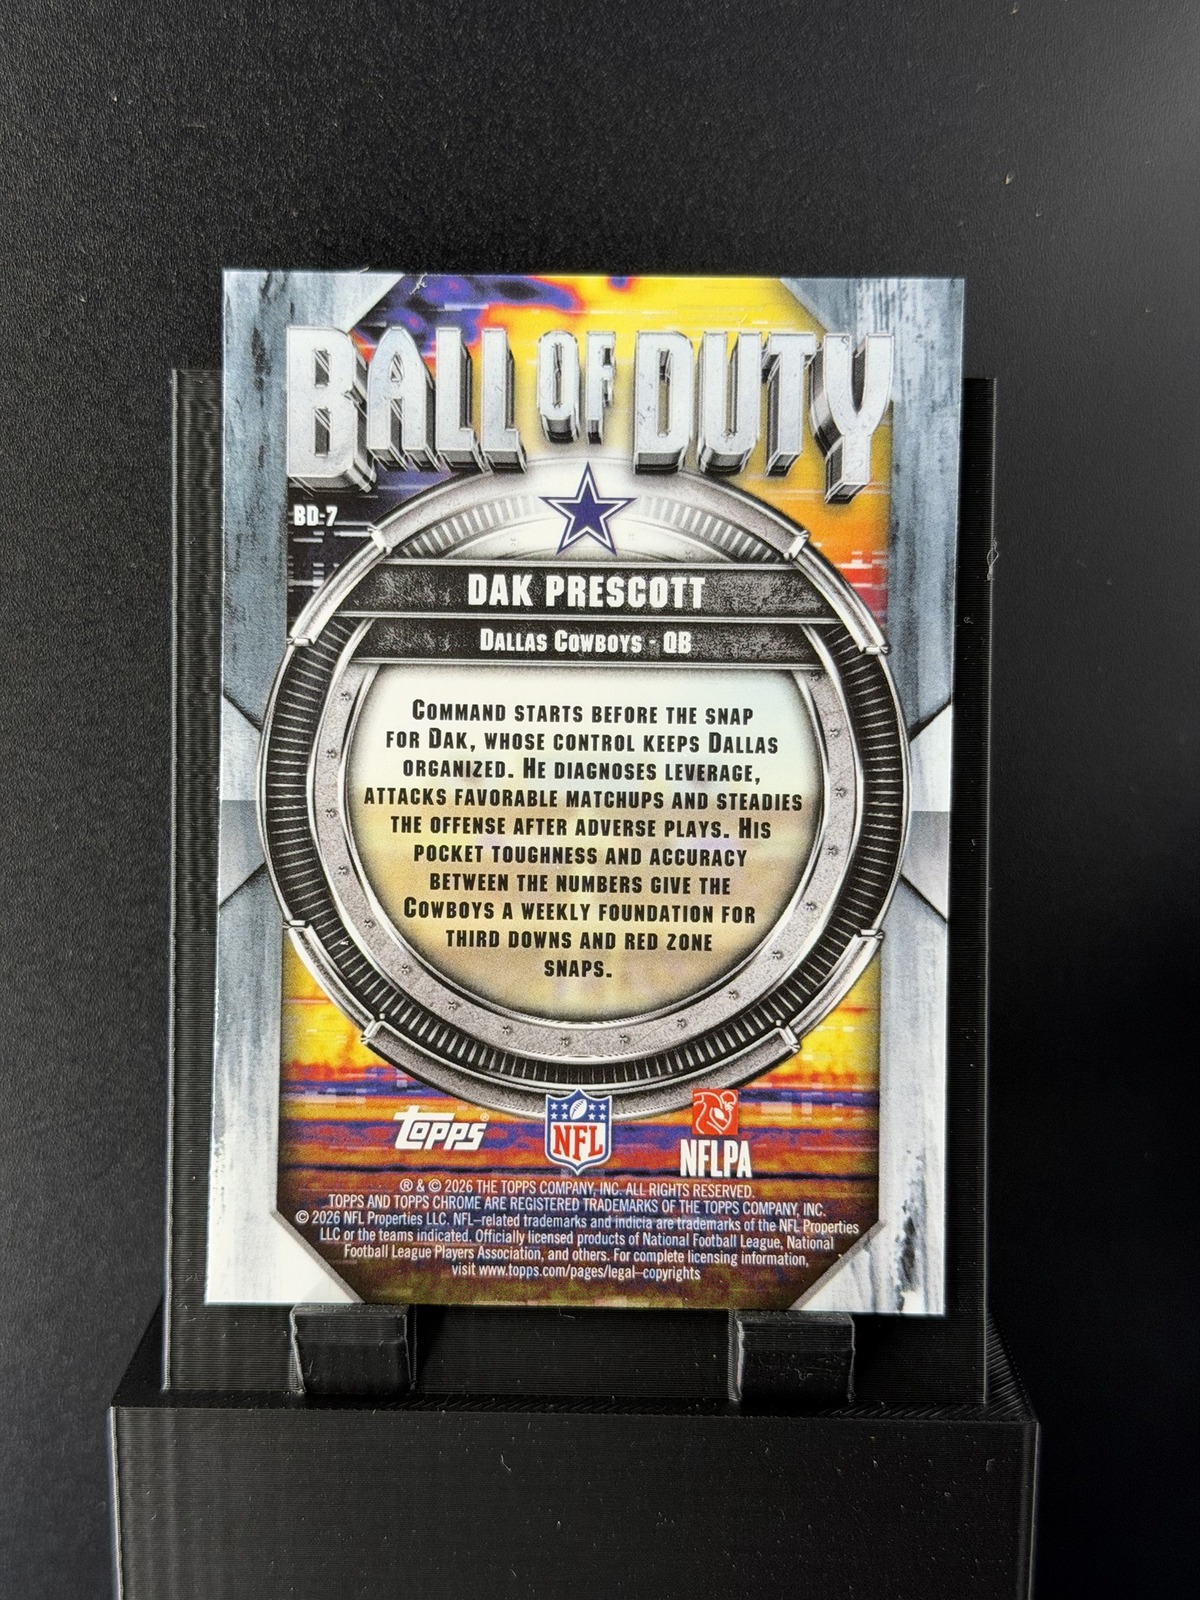 BALL OF DUTY
BD-7
DAK PRESCOTT
DALLAS COWBOYS - QB
COMMAND STARTS BEFORE THE SNAP
FOR DAK, WHOSE CONTROL KEEPS DALLAS
ORGANIZED. HE DIAGNOSES LEVERAGE,
ATTACKS FAVORABLE MATCHUPS AND STEADIES
THE OFFENSE AFTER ADVERSE PLAYS. HIS
POCKET TOUGHNESS AND ACCURACY
BETWEEN THE NUMBERS GIVE THE
COWBOYS A WEEKLY FOUNDATION FOR
THIRD DOWNS AND RED ZONE
SNAPS.
topps®
NFL
NFLPA
® & © 2026 THE TOPPS COMPANY, INC. ALL RIGHTS RESERVED.
TOPPS AND TOPPS CHROME ARE REGISTERED TRADEMARKS OF THE TOPPS COMPANY, INC.
© 2026 NFL Properties LLC. NFL-related trademarks and indicia are trademarks of the NFL Properties
LLC or the teams indicated. Officially licensed products of National Football League, National
Football League Players Association, and others. For complete licensing information,
visit www.topps.com/pages/legal-copyrights